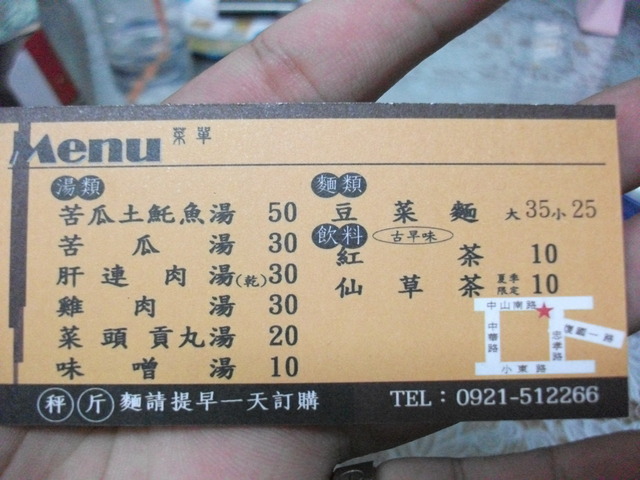 Menu 菜單
湯類
苦瓜土魠魚湯 50
苦瓜湯 30
肝連肉湯(乾)30
雞肉湯 30
菜頭貢丸湯 20
味噌湯 10
麵類
豆菜麵 大35小25
飲料 古早味
紅茶 10
仙草茶 夏季限定 10
中山南路
中華路
忠孝路
復國一路
小東路
秤斤麵請提早一天訂購 TEL：0921-512266